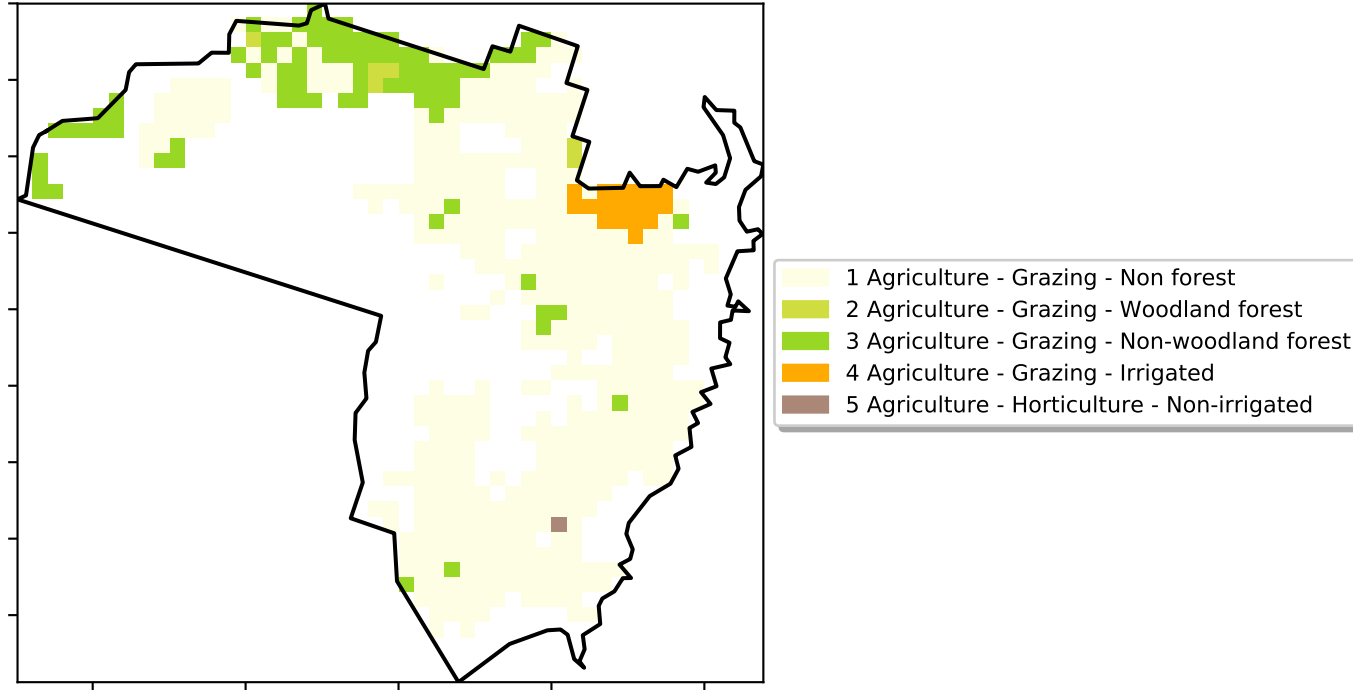 1 Agriculture - Grazing - Non forest
2 Agriculture - Grazing - Woodland forest
3 Agriculture - Grazing - Non-woodland forest
4 Agriculture - Grazing - Irrigated
5 Agriculture - Horticulture - Non-irrigated